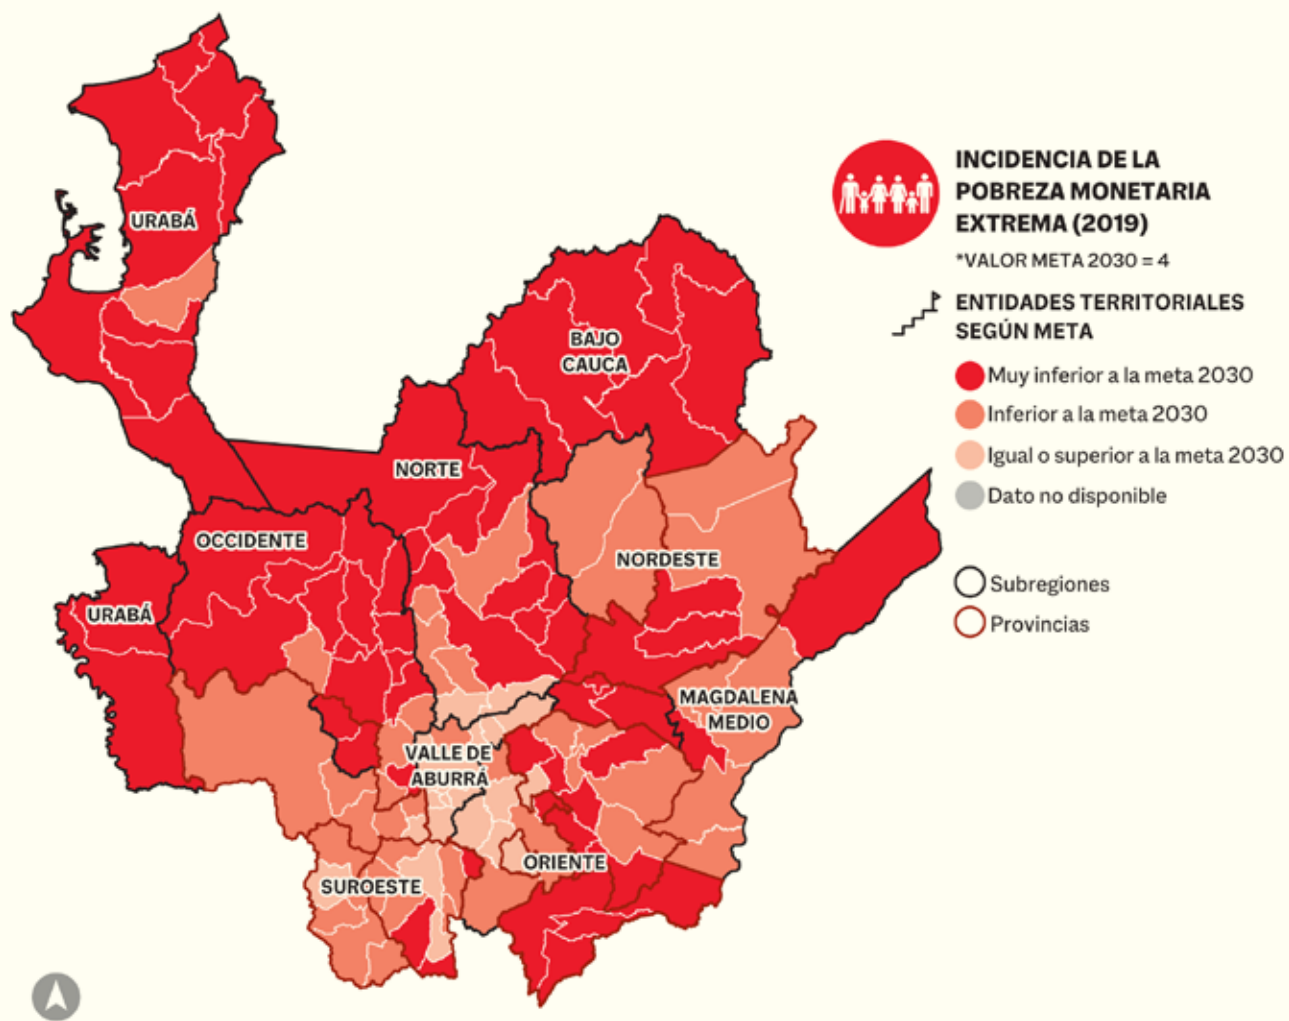 INCIDENCIA DE LA
POBREZA MONETARIA
EXTREMA (2019)
*VALOR META 2030 = 4
ENTIDADES TERRITORIALES
SEGÚN META
Muy inferior a la meta 2030
Inferior a la meta 2030
Igual o superior a la meta 2030
Dato no disponible
Subregiones
Provincias
URABÁ
BAJO
CAUCA
NORTE
OCCIDENTE
NORDESTE
URABÁ
MAGDALENA
MEDIO
VALLE DE
ABURRÁ
ORIENTE
SUROESTE